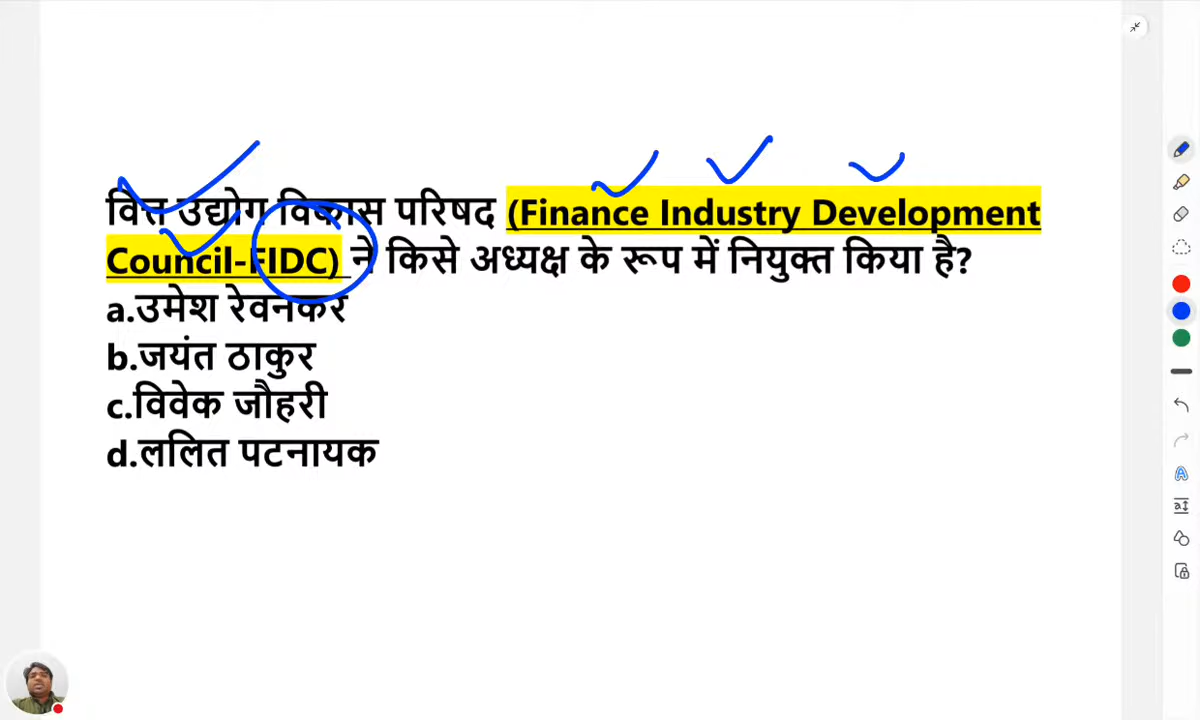 वित्त उद्योग विकास परिषद (Finance Industry Development
Council-FIDC) ने किसे अध्यक्ष के रूप में नियुक्त किया है?
a.उमेश रेवनकर
b.जयंत ठाकुर
c.विवेक जौहरी
d.ललित पटनायक